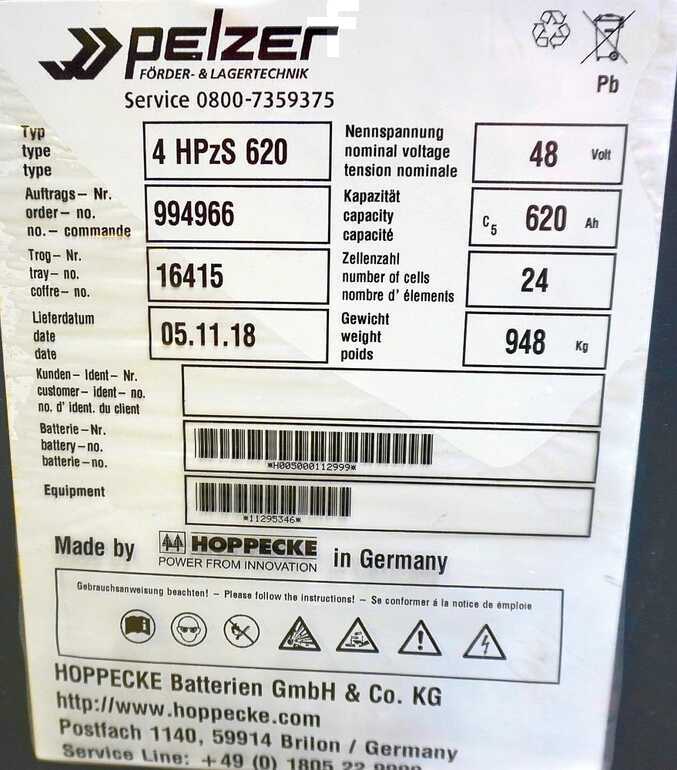 pelzer
FÖRDER- & LAGERTECHNIK
Service 0800-7359375
Pb
Typ
type
type
4 HPzS 620
Nennspannung
nominal voltage
tension nominale
48 Volt
Auftrags – Nr.
order – no.
no. – commande
994966
Kapazität
capacity
capacité
C5 620 Ah
Trog – Nr.
tray – no.
coffre – no.
16415
Zellenzahl
number of cells
nombre d' élements
24
Lieferdatum
date
date
05.11.18
Gewicht
weight
poids
948 Kg
Kunden – Ident – Nr.
customer – ident – no.
no. d' ident. du client
Batterie – Nr.
battery – no.
batterie – no.
*H005000112999*
Equipment
*11295346*
Made by HOPPECKE in Germany
POWER FROM INNOVATION
Gebrauchsanweisung beachten! – Please follow the instructions! – Se conformer á la notice de émploie
HOPPECKE Batterien GmbH & Co. KG
http://www.hoppecke.com
Postfach 1140, 59914 Brilon / Germany
Service Line: +49 (0) 1805 22